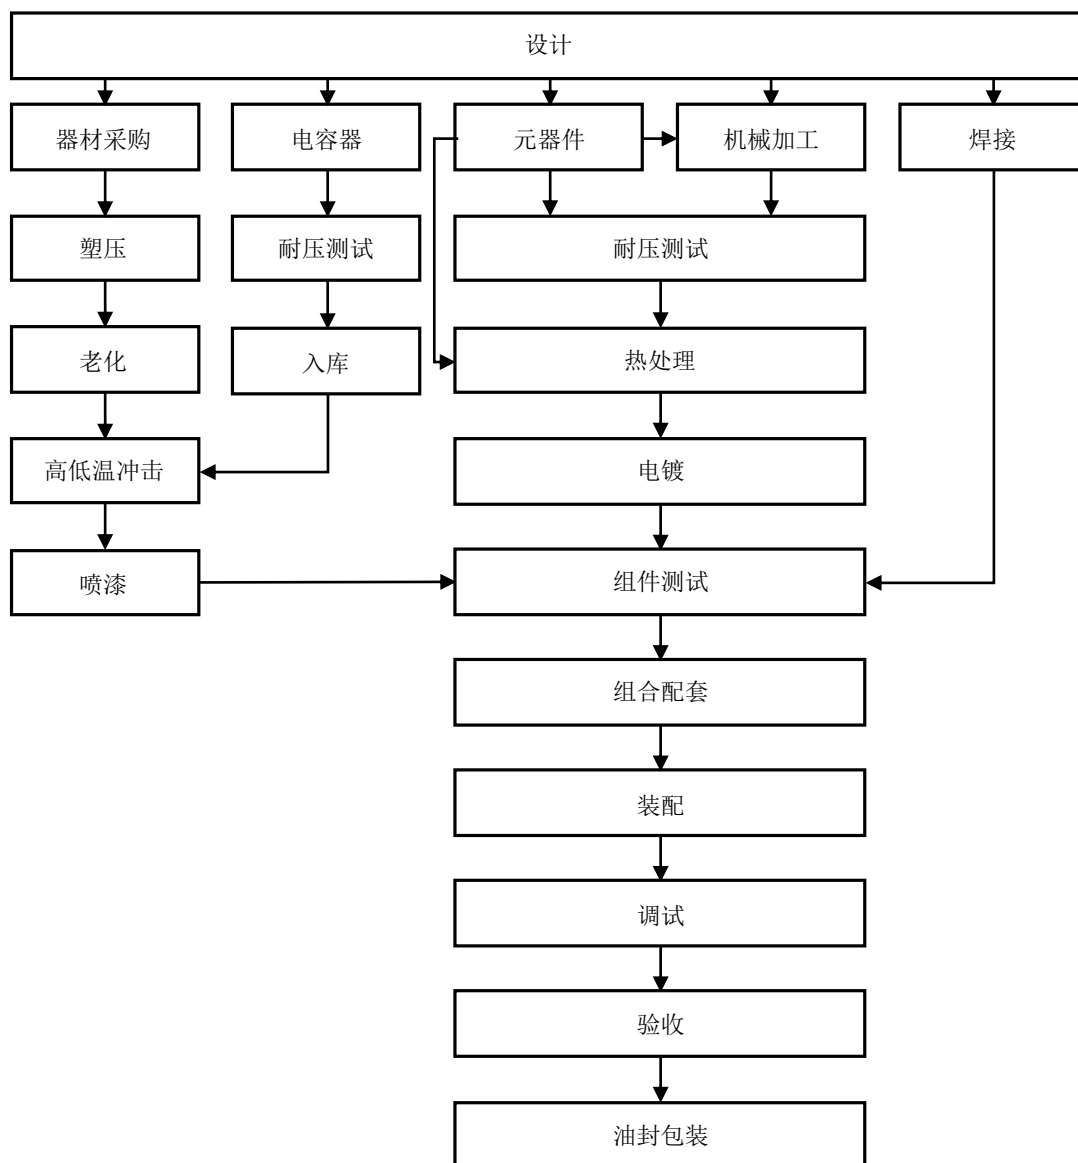 设计
器材采购
电容器
元器件
机械加工
焊接
塑压
耐压测试
耐压测试
老化
入库
热处理
高低温冲击
电镀
喷漆
组件测试
组合配套
装配
调试
验收
油封包装